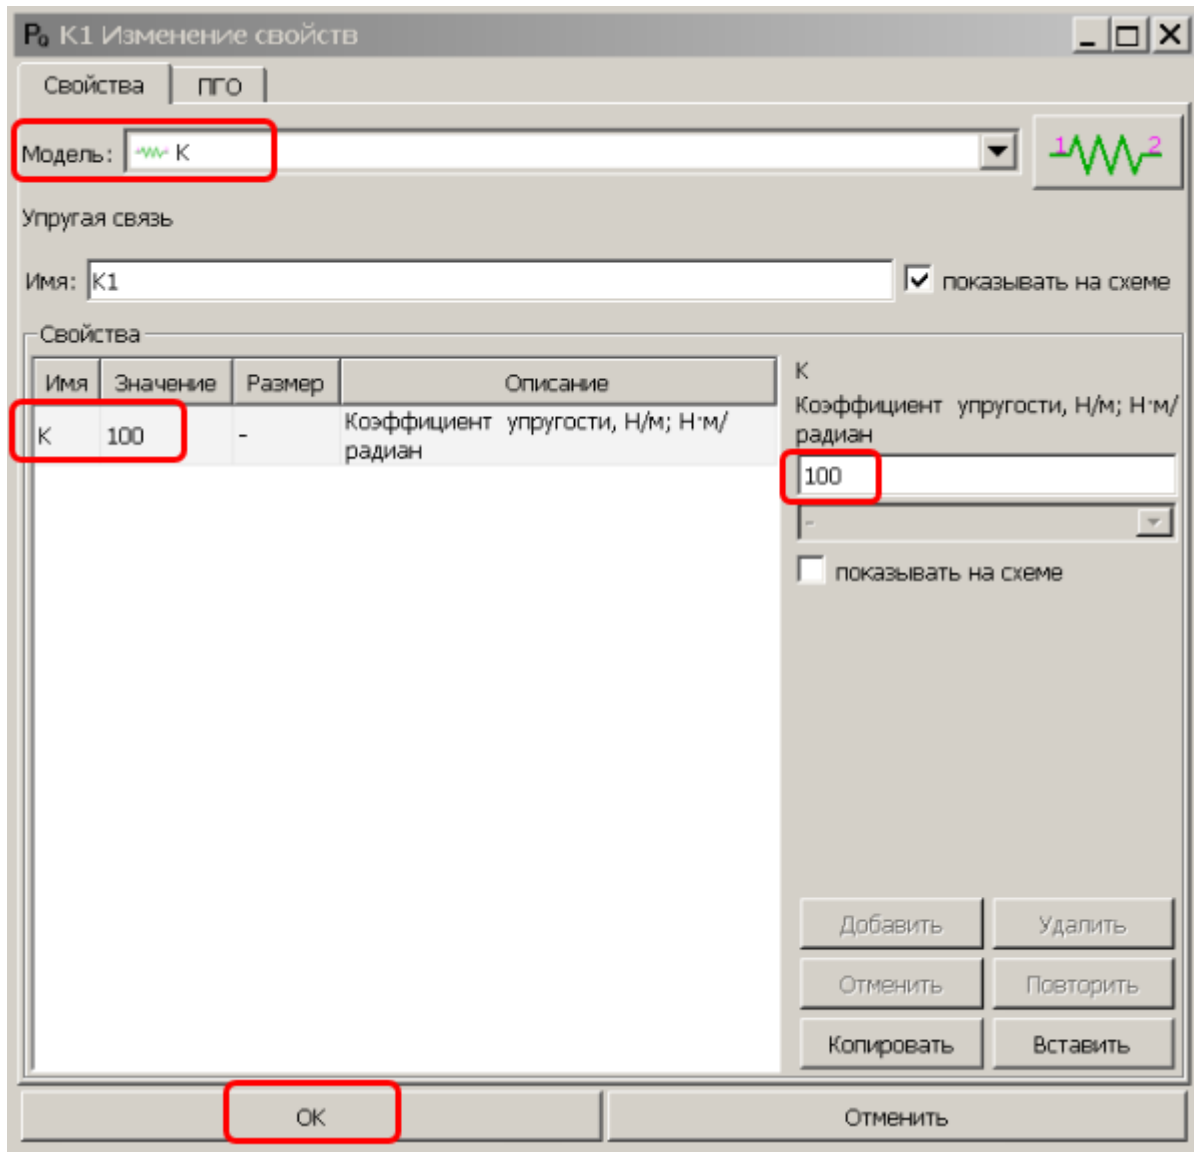 Pa K1 Изменение свойств
Свойства ПГО
Модель: K
1 2
Упругая связь
Имя: K1 показывать на схеме
Свойства
Имя Значение Размер Описание
K 100 - Коэффициент упругости, Н/м; Н·м/
радиан
K
Коэффициент упругости, Н/м; Н·м/
радиан
100
-
показывать на схеме
Добавить Удалить
Отменить Повторить
Копировать Вставить
OK Отменить